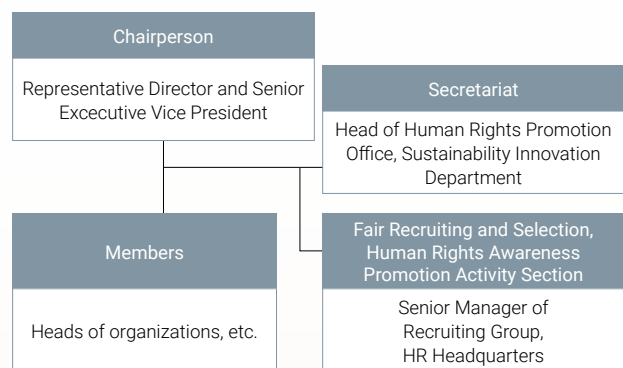 Chairperson
Representative Director and Senior
Excecutive Vice President
Secretariat
Head of Human Rights Promotion
Office, Sustainability Innovation
Department
Members
Heads of organizations, etc.
Fair Recruiting and Selection,
Human Rights Awareness
Promotion Activity Section
Senior Manager of
Recruiting Group,
HR Headquarters